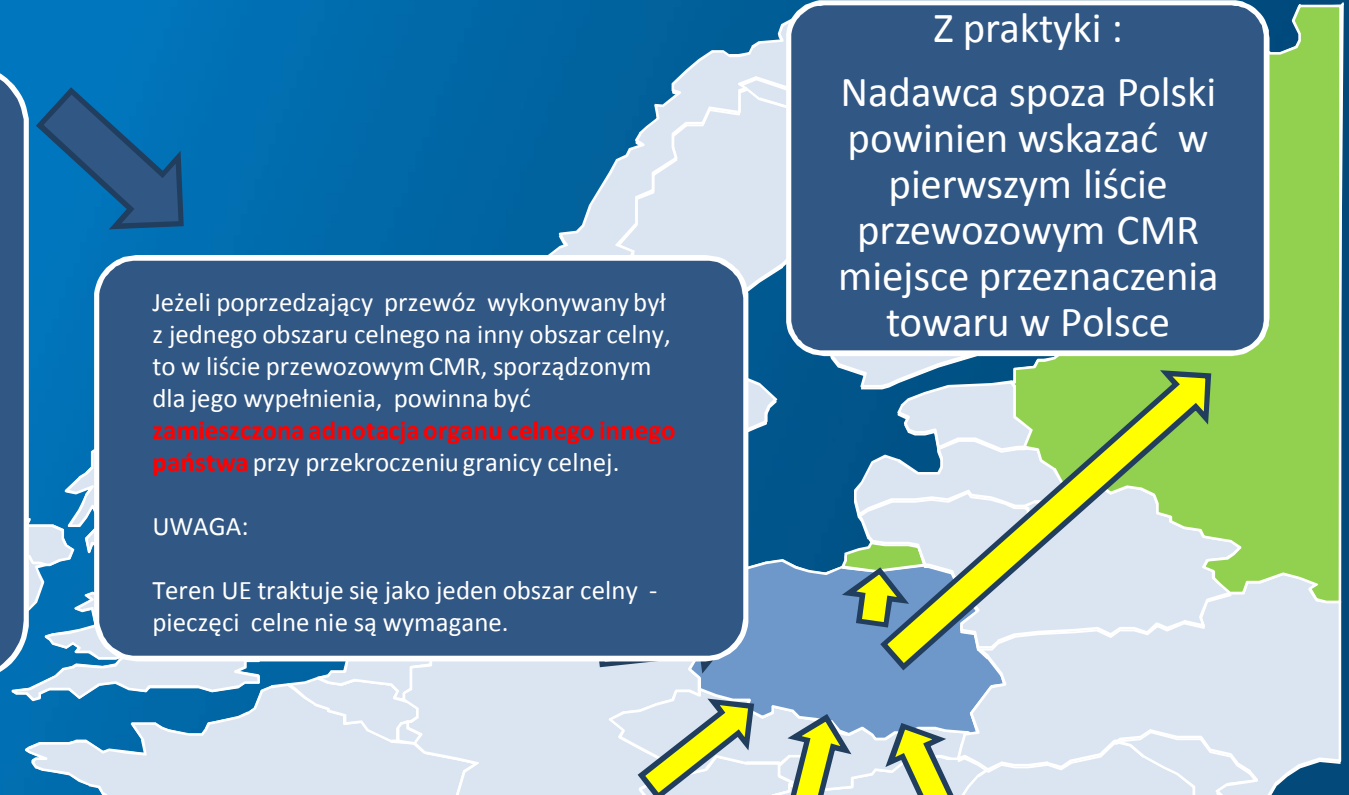 Z praktyki :
Nadawca spoza Polski
powinien wskazać w
pierwszym liście
przewozowym CMR
miejsce przeznaczenia
towaru w Polsce
Jeżeli poprzedzający przewóz wykonywany był
z jednego obszaru celnego na inny obszar celny,
to w liście przewozowym CMR, sporządzonym
dla jego wypełnienia, powinna być
zamieszczona adnotacja organu celnego innego
państwa przy przekroczeniu granicy celnej.
UWAGA:
Teren UE traktuje się jako jeden obszar celny -
pieczęci celne nie są wymagane.